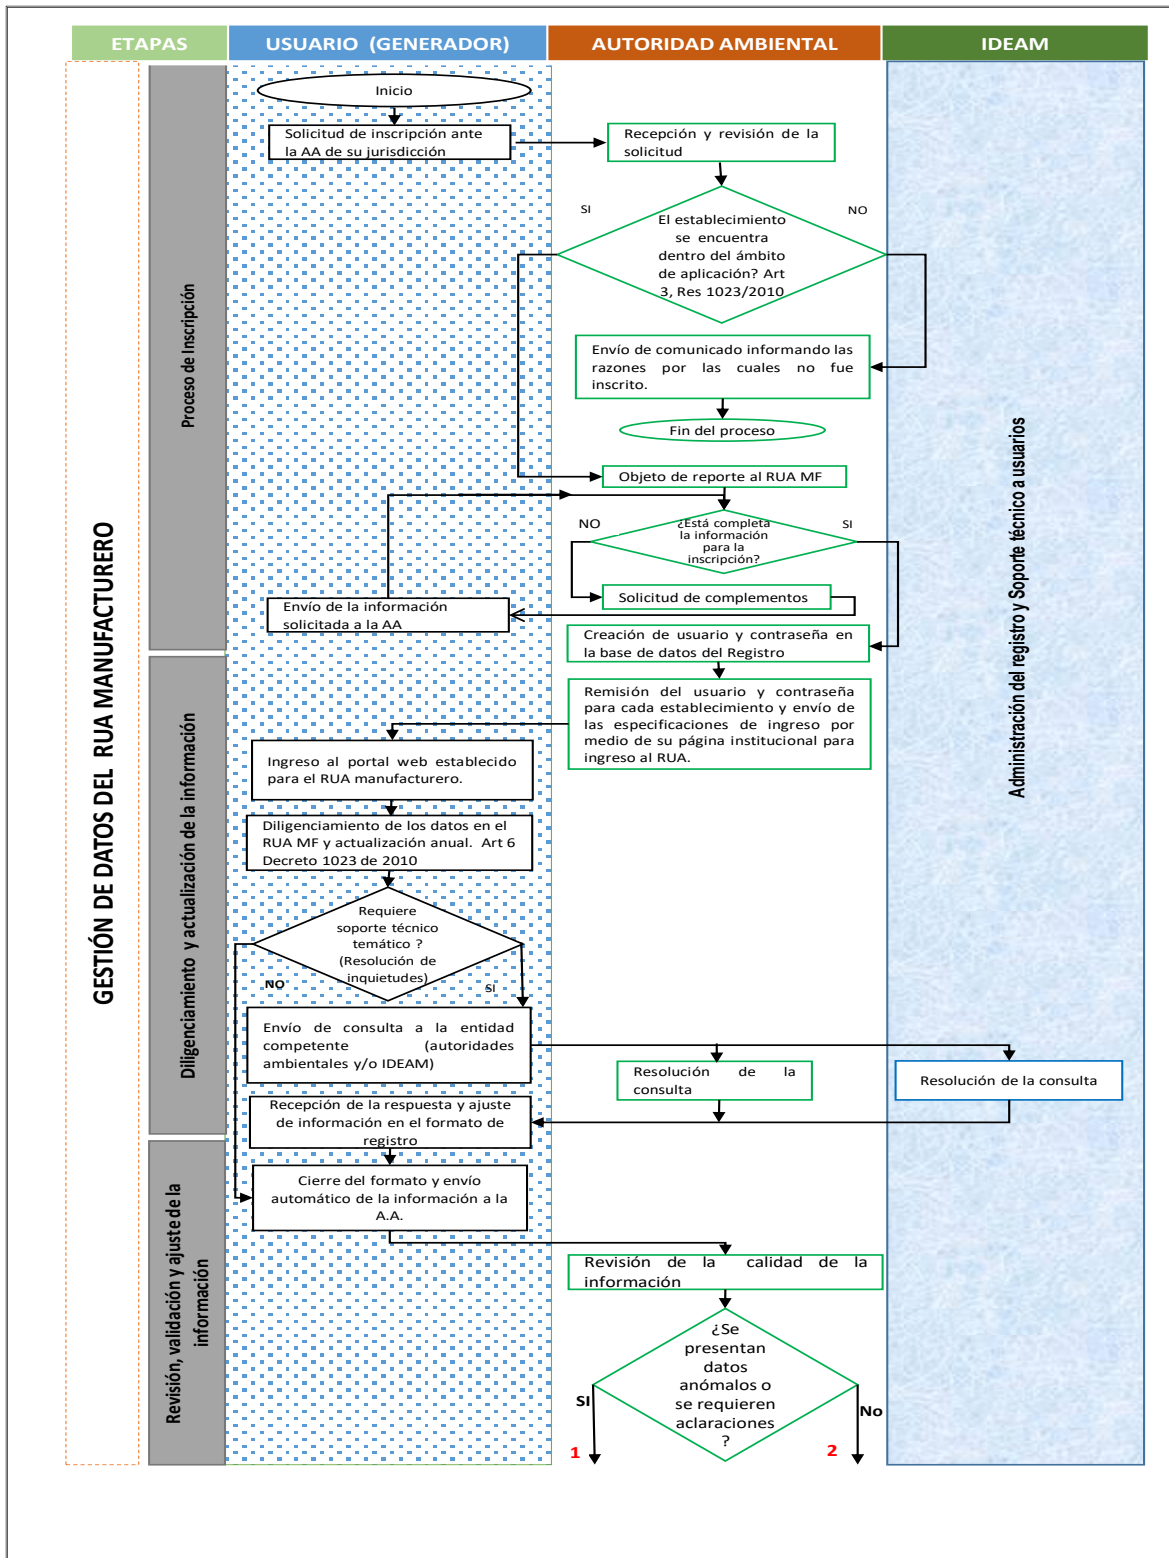 ETAPAS
USUARIO (GENERADOR)
AUTORIDAD AMBIENTAL
IDEAM
GESTIÓN DE DATOS DEL RUA MANUFACTURERO
Proceso de Inscripción
Inicio
Solicitud de inscripción ante
la AA de su jurisdicción
Recepción y revisión de la
solicitud
SI
NO
El establecimiento
se encuentra
dentro del ámbito
de aplicación? Art
3, Res 1023/2010
Envío de comunicado informando las
razones por las cuales no fue
inscrito.
Fin del proceso
Objeto de reporte al RUA MF
NO
SI
¿Está completa
la información
para la
inscripción?
Solicitud de complementos
Envío de la información
solicitada a la AA
Creación de usuario y contraseña en
la base de datos del Registro
Administración del registro y Soporte técnico a usuarios
Diligenciamiento y actualización de la información
Remisión del usuario y contraseña
para cada establecimiento y envío de
las especificaciones de ingreso por
medio de su página institucional para
ingreso al RUA.
Ingreso al portal web establecido
para el RUA manufacturero.
Diligenciamiento de los datos en el
RUA MF y actualización anual. Art 6
Decreto 1023 de 2010
Requiere
soporte técnico
temático ?
(Resolución de
inquietudes)
NO
SI
Envío de consulta a la entidad
competente (autoridades
ambientales y/o IDEAM)
Resolución de la
consulta
Resolución de la consulta
Recepción de la respuesta y ajuste
de información en el formato de
registro
Revisión, validación y ajuste de la
información
Cierre del formato y envío
automático de la información a la
A.A.
Revisión de la calidad de la
información
¿Se
presentan
datos
anómalos o
se requieren
aclaraciones
?
SI
No
1
2